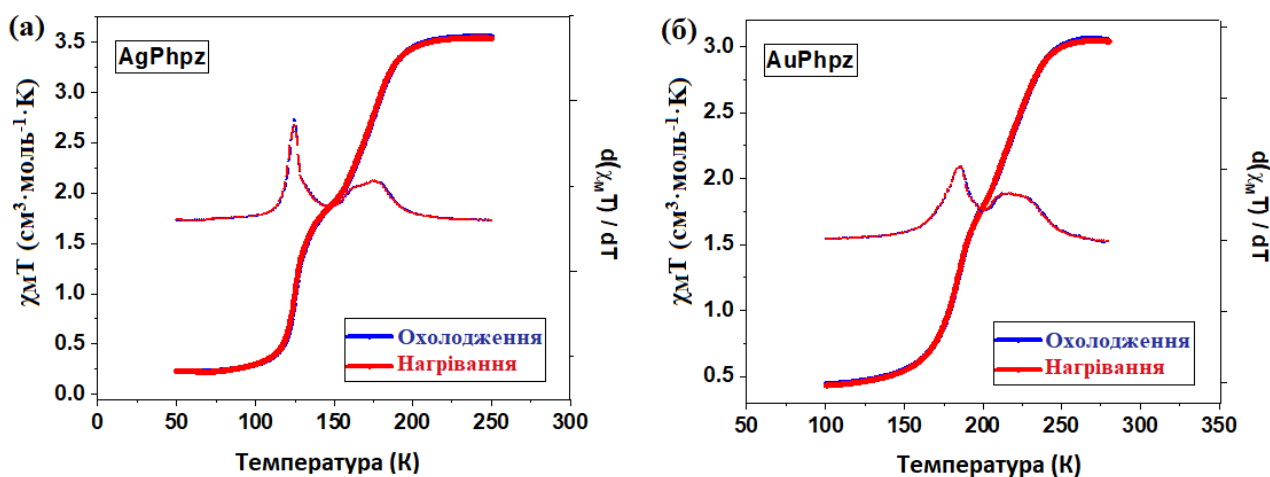 (а)
AgPhpz
χMT (см³·моль⁻¹·K)
3.5
3.0
2.5
2.0
1.5
1.0
0.5
0.0
Охолодження
Нагрівання
d(χM T) / dT
0 50 100 150 200 250 300
Температура (K)
(б)
AuPhpz
χMT (см³·моль⁻¹·K)
3.0
2.5
2.0
1.5
1.0
0.5
Охолодження
Нагрівання
d(χM T) / dT
50 100 150 200 250 300 350
Температура (K)